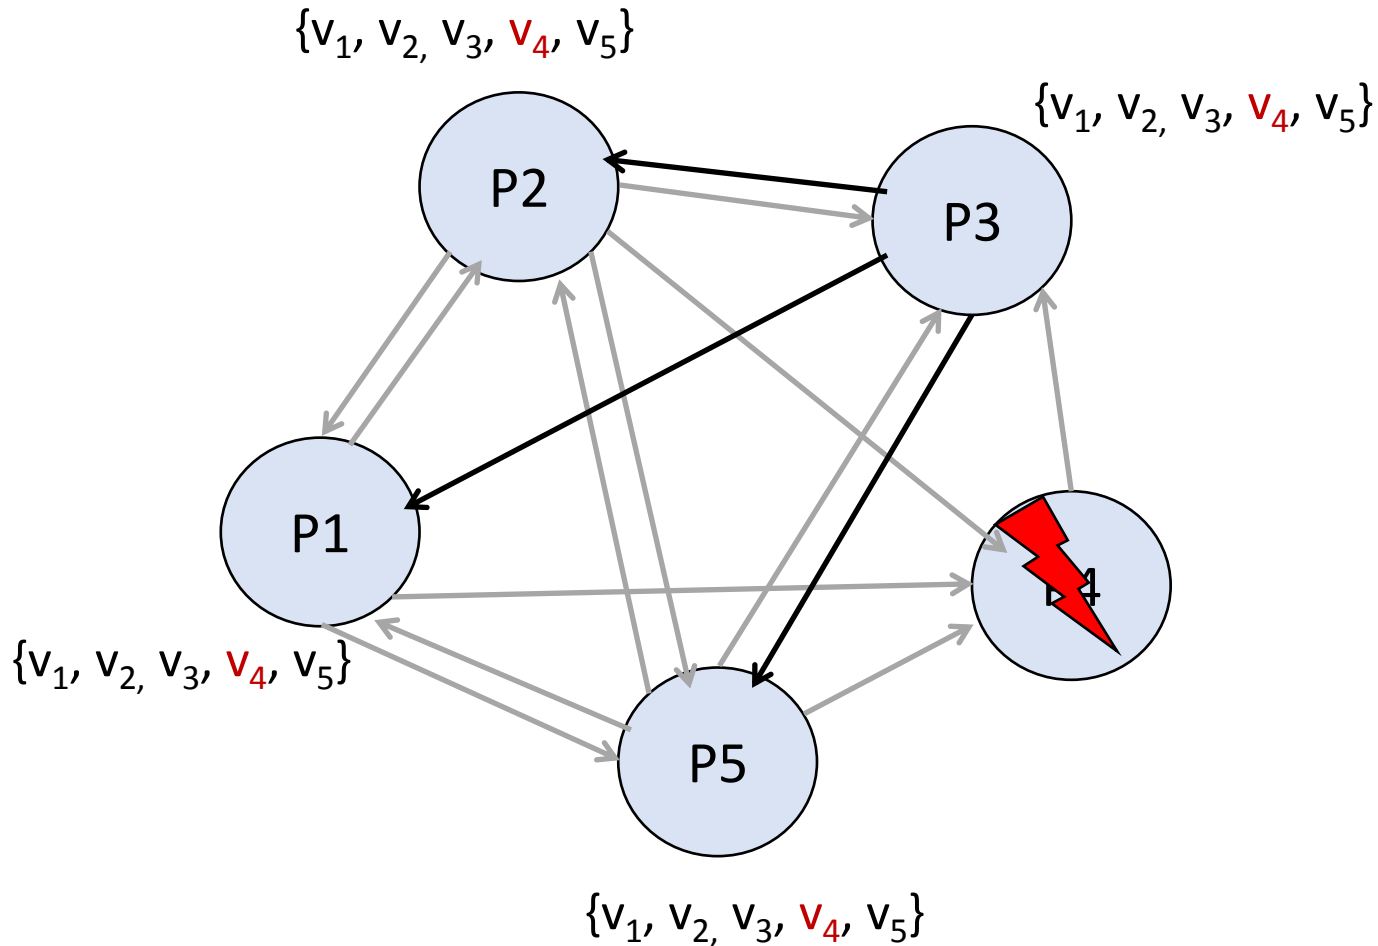 {v₁, v₂, v₃, v₄, v₅}
{v₁, v₂, v₃, v₄, v₅}
P2
P3
P1
{v₁, v₂, v₃, v₄, v₅}
P5
{v₁, v₂, v₃, v₄, v₅}